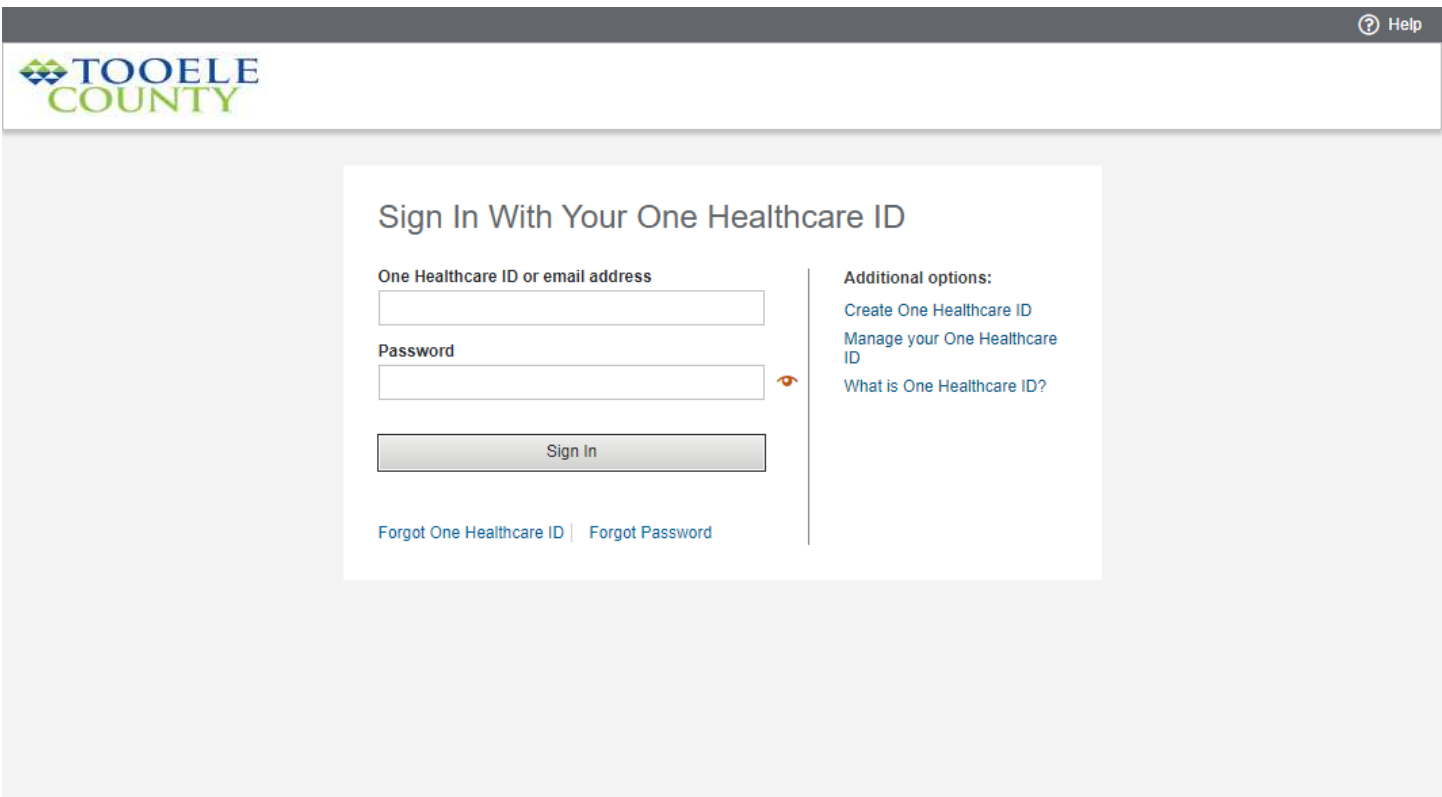 Help
TOOELE
COUNTY
Sign In With Your One Healthcare ID
One Healthcare ID or email address
Password
Sign In
Forgot One Healthcare ID
Forgot Password
Additional options:
Create One Healthcare ID
Manage your One Healthcare
ID
What is One Healthcare ID?